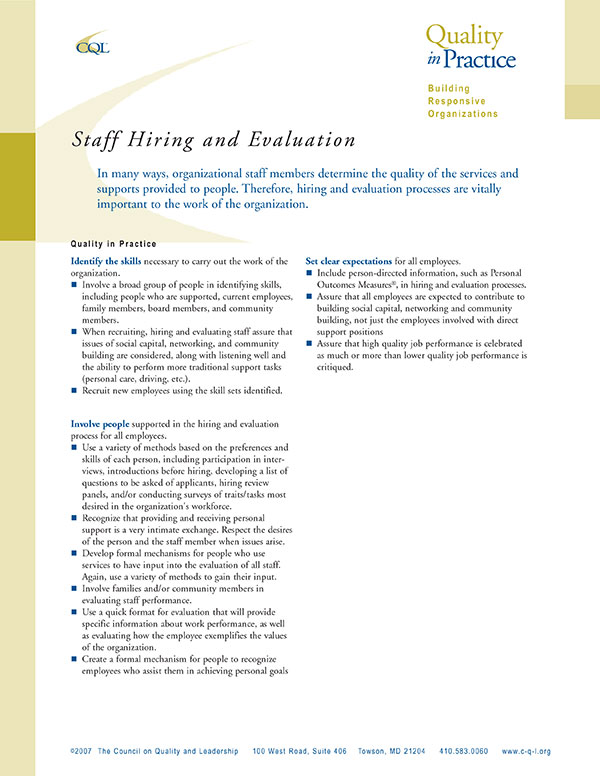 CQL
Quality
in Practice
Building
Responsive
Organizations
Staff Hiring and Evaluation
In many ways, organizational staff members determine the quality of the services and
supports provided to people. Therefore, hiring and evaluation processes are vitally
important to the work of the organization.
Quality in Practice
Identify the skills necessary to carry out the work of the
organization.
■ Involve a broad group of people in identifying skills,
including people who are supported, current employees,
family members, board members, and community
members.
■ When recruiting, hiring and evaluating staff assure that
issues of social capital, networking, and community
building are considered, along with listening well and
the ability to perform more traditional support tasks
(personal care, driving, etc.).
■ Recruit new employees using the skill sets identified.
Involve people supported in the hiring and evaluation
process for all employees.
■ Use a variety of methods based on the preferences and
skills of each person, including participation in inter-
views, introductions before hiring, developing a list of
questions to be asked of applicants, hiring review
panels, and/or conducting surveys of traits/tasks most
desired in the organization's workforce.
■ Recognize that providing and receiving personal
support is a very intimate exchange. Respect the desires
of the person and the staff member when issues arise.
■ Develop formal mechanisms for people who use
services to have input into the evaluation of all staff.
Again, use a variety of methods to gain their input.
■ Involve families and/or community members in
evaluating staff performance.
■ Use a quick format for evaluation that will provide
specific information about work performance, as well
as evaluating how the employee exemplifies the values
of the organization.
■ Create a formal mechanism for people to recognize
employees who assist them in achieving personal goals
Set clear expectations for all employees.
■ Include person-directed information, such as Personal
Outcomes Measures®, in hiring and evaluation processes.
■ Assure that all employees are expected to contribute to
building social capital, networking and community
building, not just the employees involved with direct
support positions
■ Assure that high quality job performance is celebrated
as much or more than lower quality job performance is
critiqued.
©2007 The Council on Quality and Leadership 100 West Road, Suite 406 Towson, MD 21204 410.583.0060 www.c-q-l.org